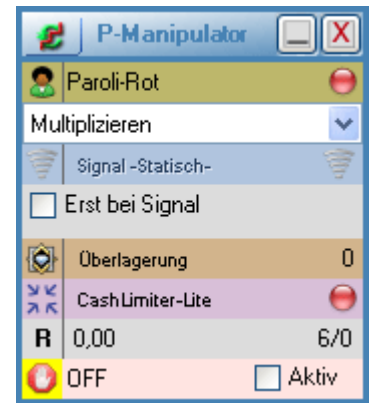 P-Manipulator
Paroli-Rot
Multiplizieren
Signal -Statisch-
Erst bei Signal
Überlagerung 0
CashLimiter-Lite
R 0,00 6/0
OFF Aktiv